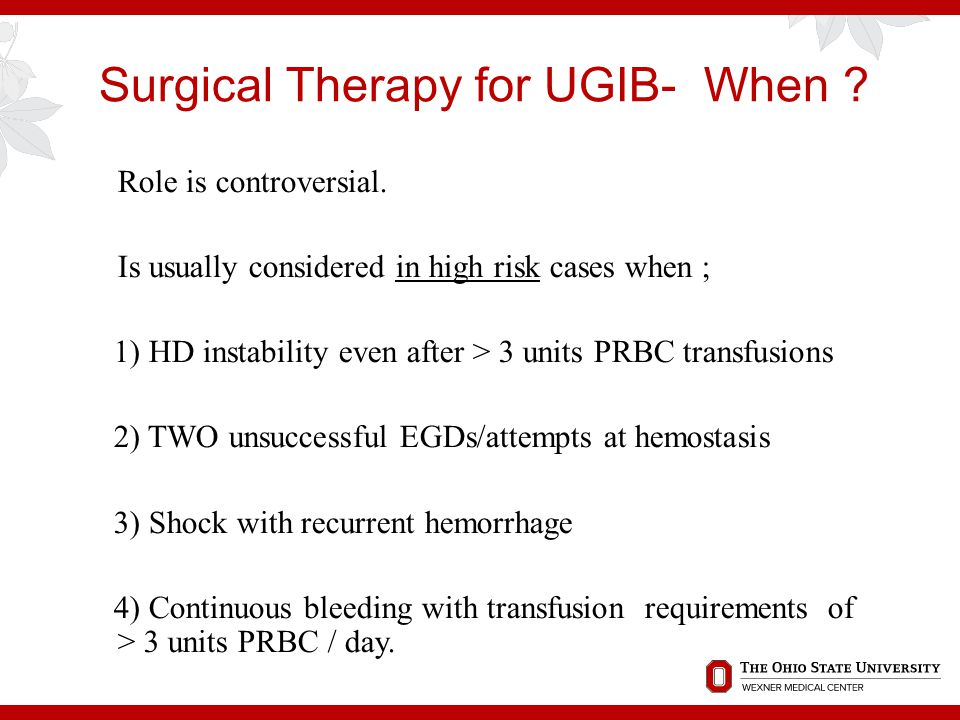 Surgical Therapy for UGIB- When ?
Role is controversial.
Is usually considered in high risk cases when ;
1) HD instability even after > 3 units PRBC transfusions
2) TWO unsuccessful EGDs/attempts at hemostasis
3) Shock with recurrent hemorrhage
4) Continuous bleeding with transfusion requirements of
> 3 units PRBC / day.
THE OHIO STATE UNIVERSITY
WEXNER MEDICAL CENTER